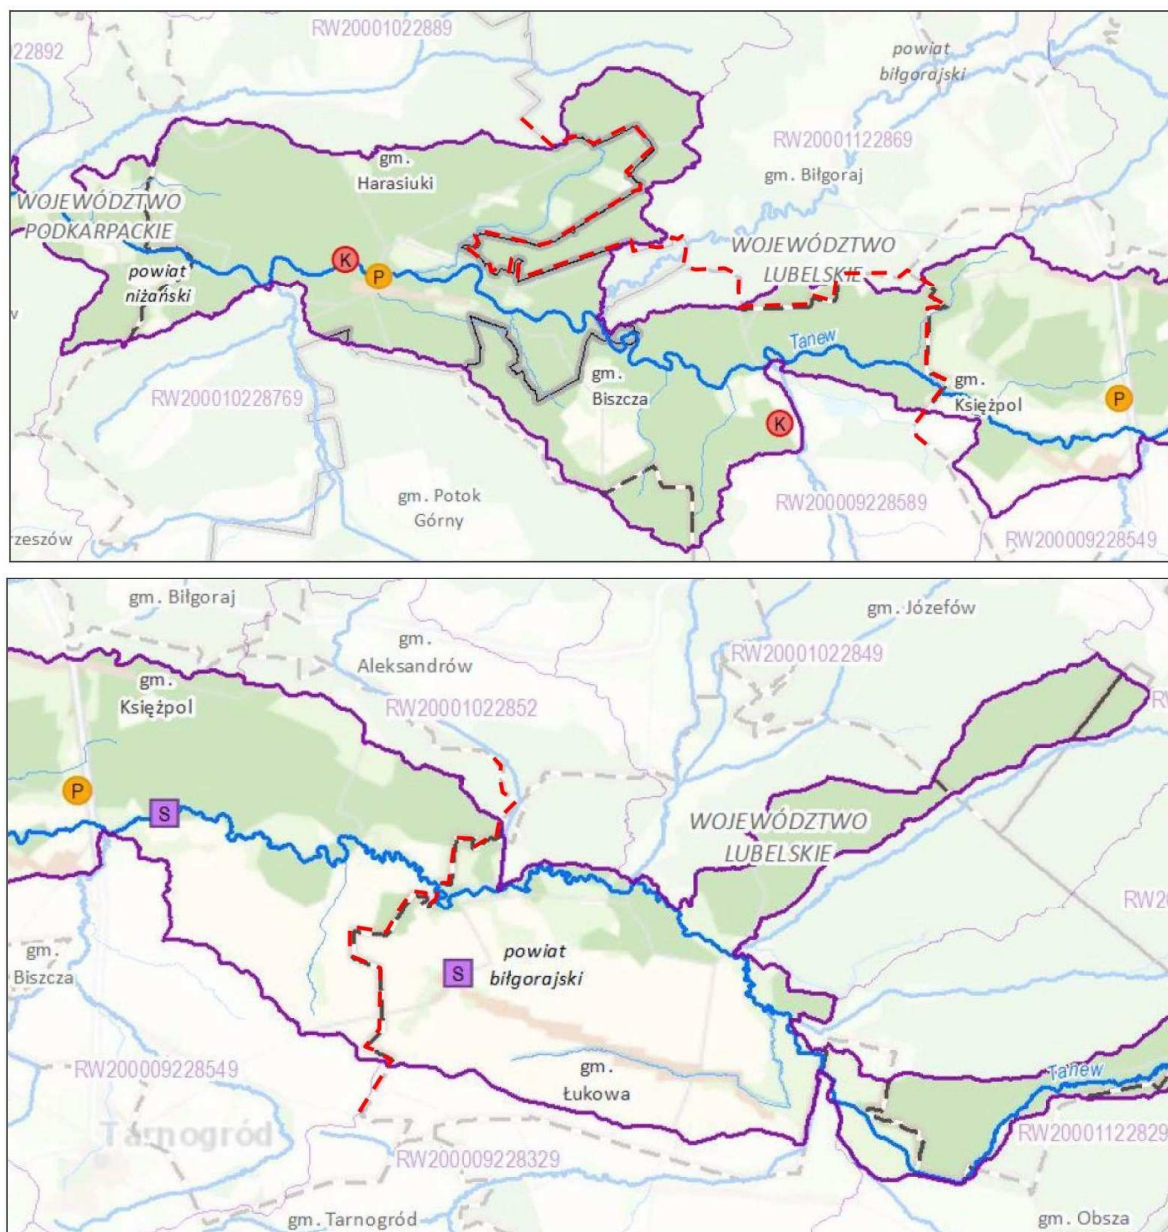 RW20001022889
22892
powiat
biłgorajski
RW20001122869
gm.
Harasiuki
gm. Biłgoraj
WOJEWÓDZTWO
PODKARPACKIE
WOJEWÓDZTWO
LUBELSKIE
K
P
powiat
niżański
Tanew
gm.
Biszcza
gm.
Księżpol
P
RW200010228769
K
gm. Potok
Górny
RW200009228589
rzeszów
RW200009228549
gm. Biłgoraj
gm. Józefów
gm.
Aleksandrów
RW20001022849
gm.
Księżpol
RW20001022852
P
S
WOJEWÓDZTWO
LUBELSKIE
gm.
Biszcza
powiat
biłgorajski
S
RW200009228549
gm.
Łukowa
Tanew
Tarnogród
RW20001122829
RW200009228329
gm. Tarnogród
gm. Obsza